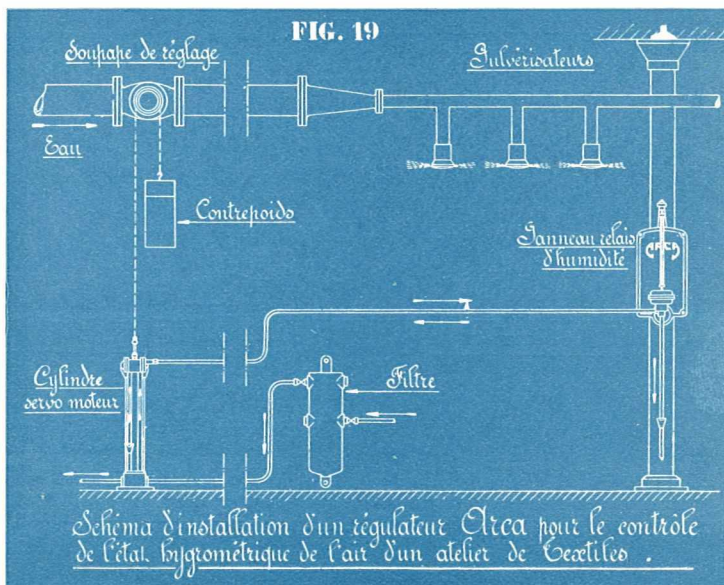 FIG. 19
Soupape de réglage
Pulvérisateurs
Eau
Contrepoids
Panneau relais
d'humidité
ARCA
Cylindre
servo moteur
Filtre
Schéma d'installation d'un régulateur Arca pour le contrôle
de l'état hygrométrique de l'air d'un atelier de Textiles.